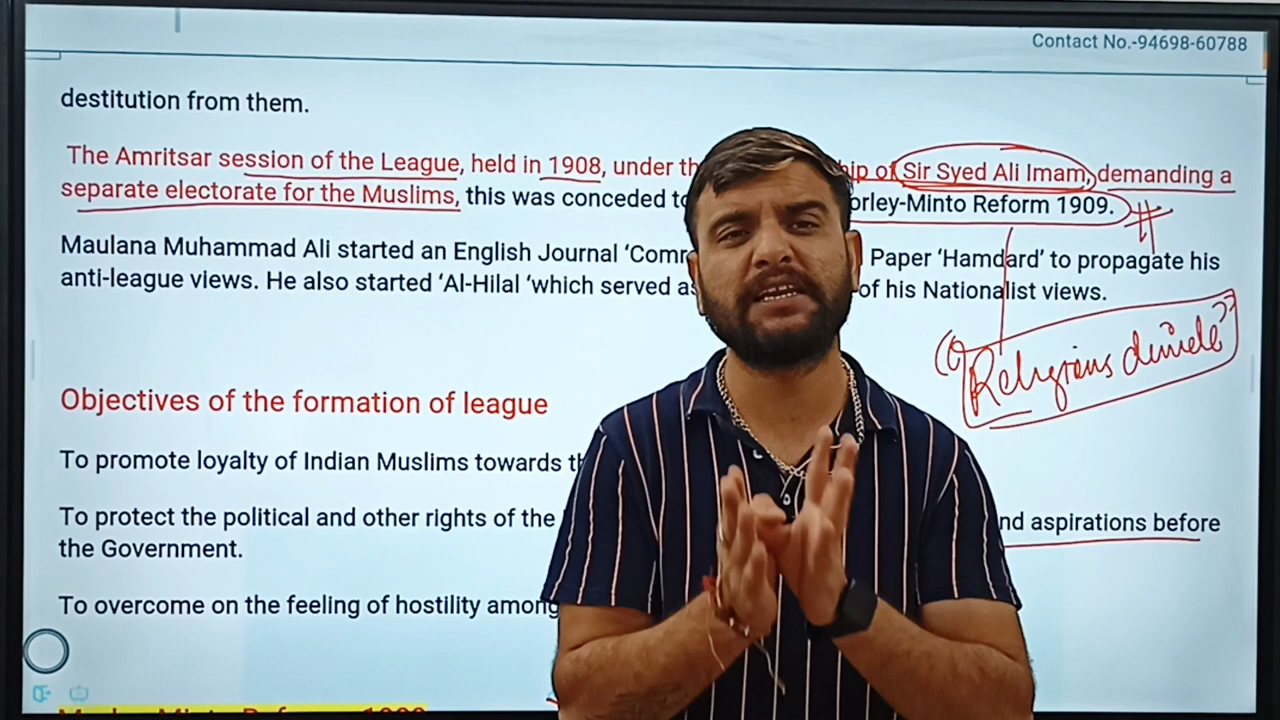 Contact No.-94698-60788
destitution from them.
The Amritsar session of the League, held in 1908, under th hip of Sir Syed Ali Imam, demanding a
separate electorate for the Muslims, this was conceded to orley-Minto Reform 1909.
Maulana Muhammad Ali started an English Journal ‘Comr Paper ‘Hamdard’ to propagate his
anti-league views. He also started ‘Al-Hilal ‘which served as of his Nationalist views.
Religious
Objectives of the formation of league
To promote loyalty of Indian Muslims towards th
To protect the political and other rights of the nd aspirations before
the Government.
To overcome on the feeling of hostility among